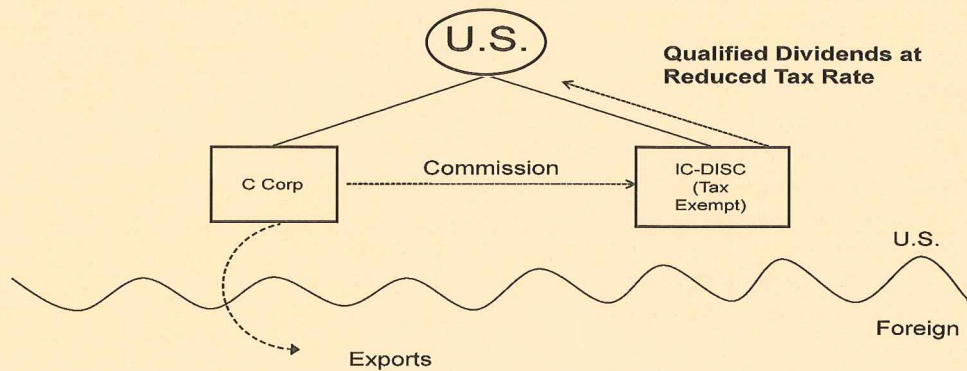 U.S.
Qualified Dividends at
Reduced Tax Rate
C Corp
Commission
IC-DISC
(Tax
Exempt)
U.S.
Foreign
Exports